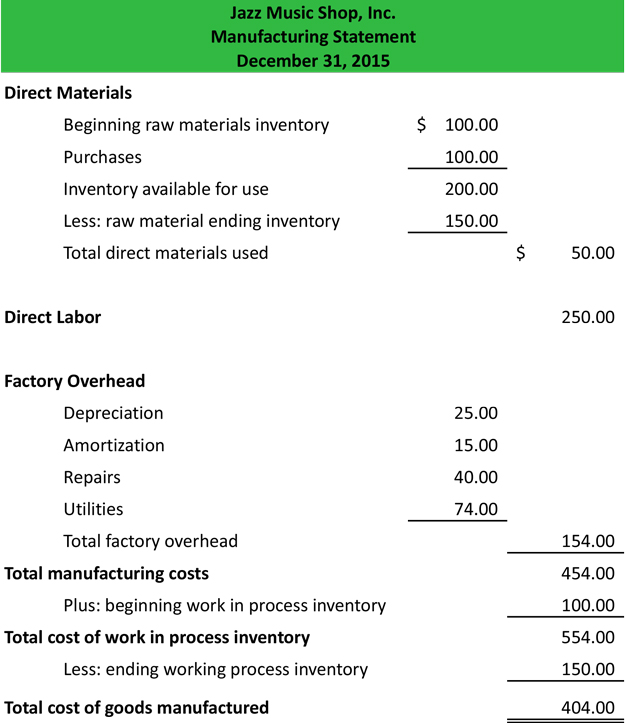 Jazz Music Shop, Inc.
Manufacturing Statement
December 31, 2015
Direct Materials
Beginning raw materials inventory $ 100.00
Purchases 100.00
Inventory available for use 200.00
Less: raw material ending inventory 150.00
Total direct materials used $ 50.00
Direct Labor 250.00
Factory Overhead
Depreciation 25.00
Amortization 15.00
Repairs 40.00
Utilities 74.00
Total factory overhead 154.00
Total manufacturing costs 454.00
Plus: beginning work in process inventory 100.00
Total cost of work in process inventory 554.00
Less: ending working process inventory 150.00
Total cost of goods manufactured 404.00